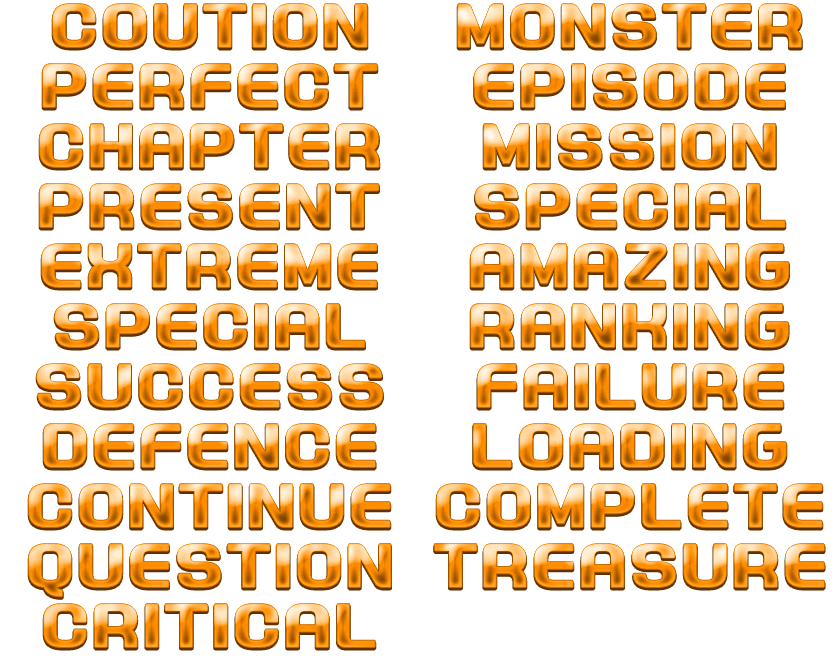 COUTION
PERFECT
CHAPTER
PRESENT
EXTREME
SPECIAL
SUCCESS
DEFENCE
CONTINUE
QUESTION
CRITICAL
MONSTER
EPISODE
MISSION
SPECIAL
AMAZING
RANKING
FAILURE
LOADING
COMPLETE
TREASURE